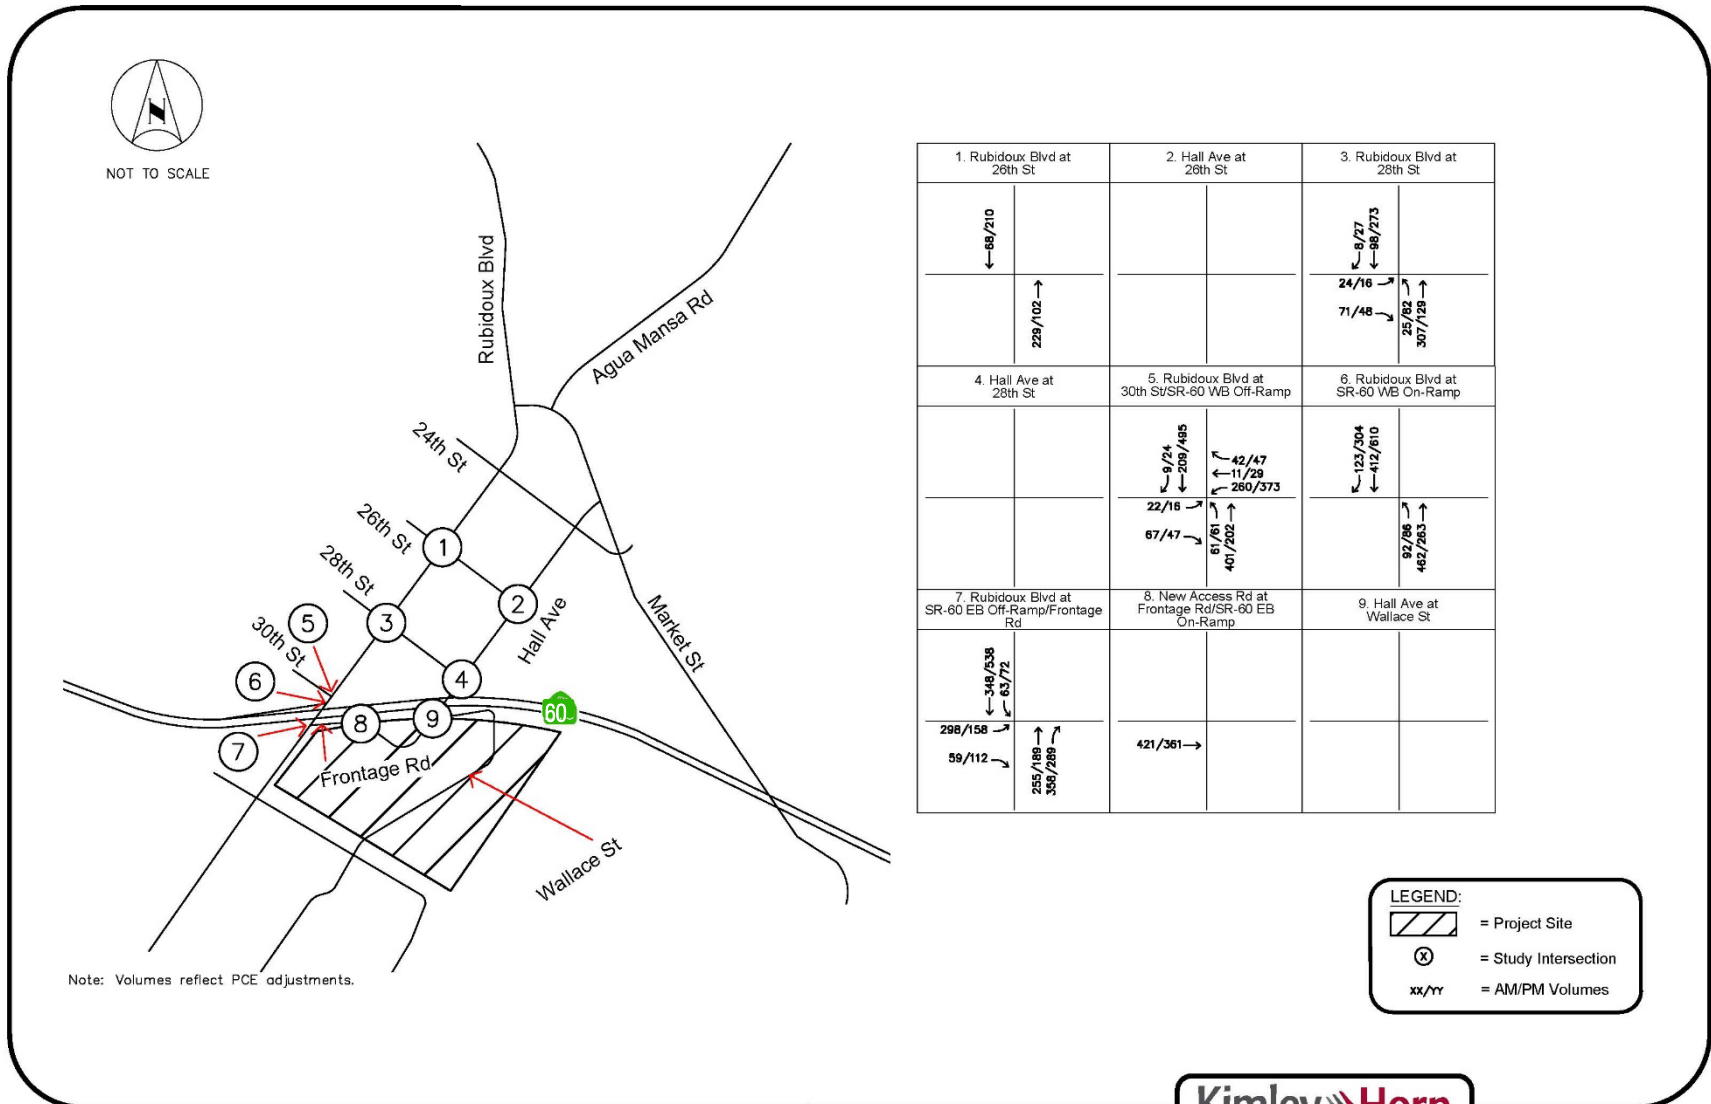 N
NOT TO SCALE
Rubidoux Blvd
Agua Mansa Rd
24th St
26th St
28th St
30th St
Hall Ave
Market St
1
2
3
4
5
6
7
8
9
60
Frontage Rd
Wallace St
Note: Volumes reflect PCE adjustments.
1. Rubidoux Blvd at
26th St
68/210
229/102
2. Hall Ave at
26th St
3. Rubidoux Blvd at
28th St
8/27
98/273
24/16
71/48
25/82
307/129
4. Hall Ave at
28th St
5. Rubidoux Blvd at
30th St/SR-60 WB Off-Ramp
9/24
209/495
42/47
11/29
260/373
22/16
67/47
61/61
401/202
6. Rubidoux Blvd at
SR-60 WB On-Ramp
123/304
412/610
92/86
462/263
7. Rubidoux Blvd at
SR-60 EB Off-Ramp/Frontage
Rd
348/538
63/72
298/158
59/112
255/189
358/289
8. New Access Rd at
Frontage Rd/SR-60 EB
On-Ramp
421/361
9. Hall Ave at
Wallace St
LEGEND:
= Project Site
X = Study Intersection
XX/YY = AM/PM Volumes
Kimley Horn